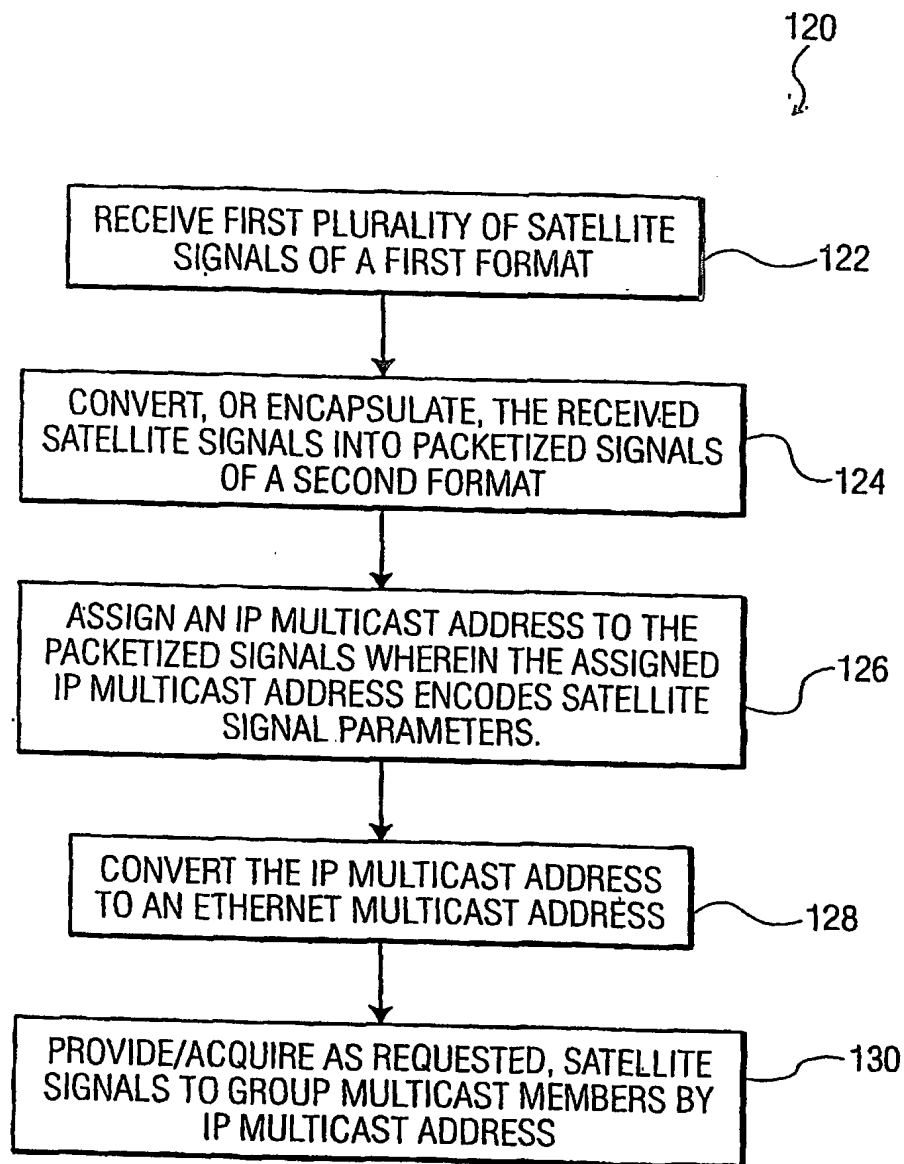 120
RECEIVE FIRST PLURALITY OF SATELLITE
SIGNALS OF A FIRST FORMAT
122
CONVERT, OR ENCAPSULATE, THE RECEIVED
SATELLITE SIGNALS INTO PACKETIZED SIGNALS
OF A SECOND FORMAT
124
ASSIGN AN IP MULTICAST ADDRESS TO THE
PACKETIZED SIGNALS WHEREIN THE ASSIGNED
IP MULTICAST ADDRESS ENCODES SATELLITE
SIGNAL PARAMETERS.
126
CONVERT THE IP MULTICAST ADDRESS
TO AN ETHERNET MULTICAST ADDRESS
128
PROVIDE/ACQUIRE AS REQUESTED, SATELLITE
SIGNALS TO GROUP MULTICAST MEMBERS BY
IP MULTICAST ADDRESS
130